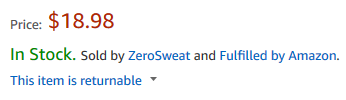 Price: $18.98
In Stock. Sold by ZeroSweat and Fulfilled by Amazon.
This item is returnable